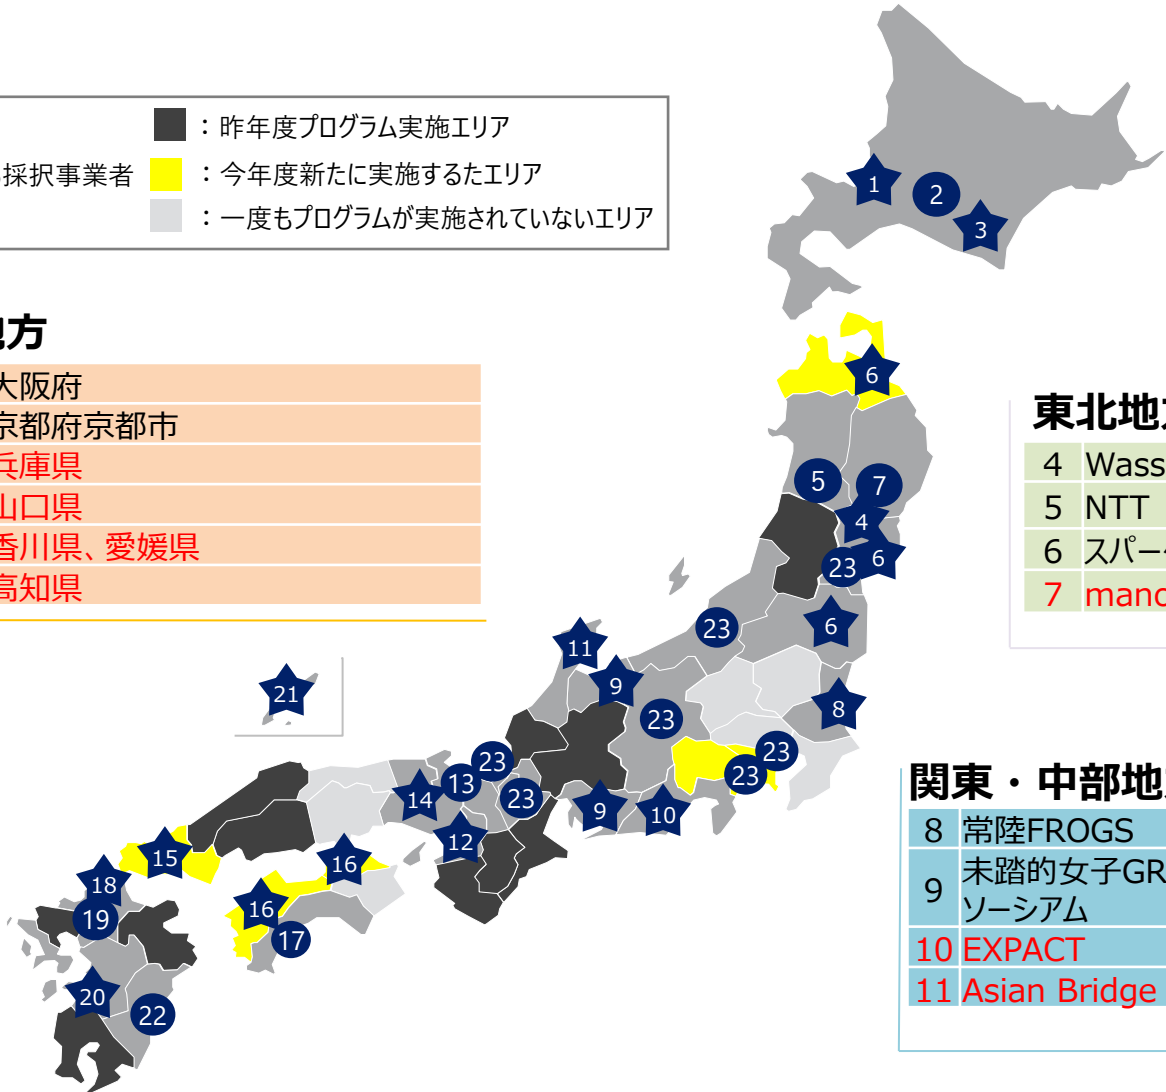 ：昨年度プログラム実施エリア
採択事業者
：今年度新たに実施するたエリア
：一度もプログラムが実施されていないエリア
1
2
3
地方
大阪府
京都府京都市
兵庫県
山口県
香川県、愛媛県
高知県
6
東北地方
4 Wass
5 NTT
6 スパー
7 mano
5
7
4
23
6
23
6
11
9
21
8
23
23
23
23
13
14
23
9
10
12
関東・中部地方
8 常陸FROGS
9 未踏的女子GR
ソーシアム
10 EXPACT
11 Asian Bridge
15
16
18
16
19
17
20
22